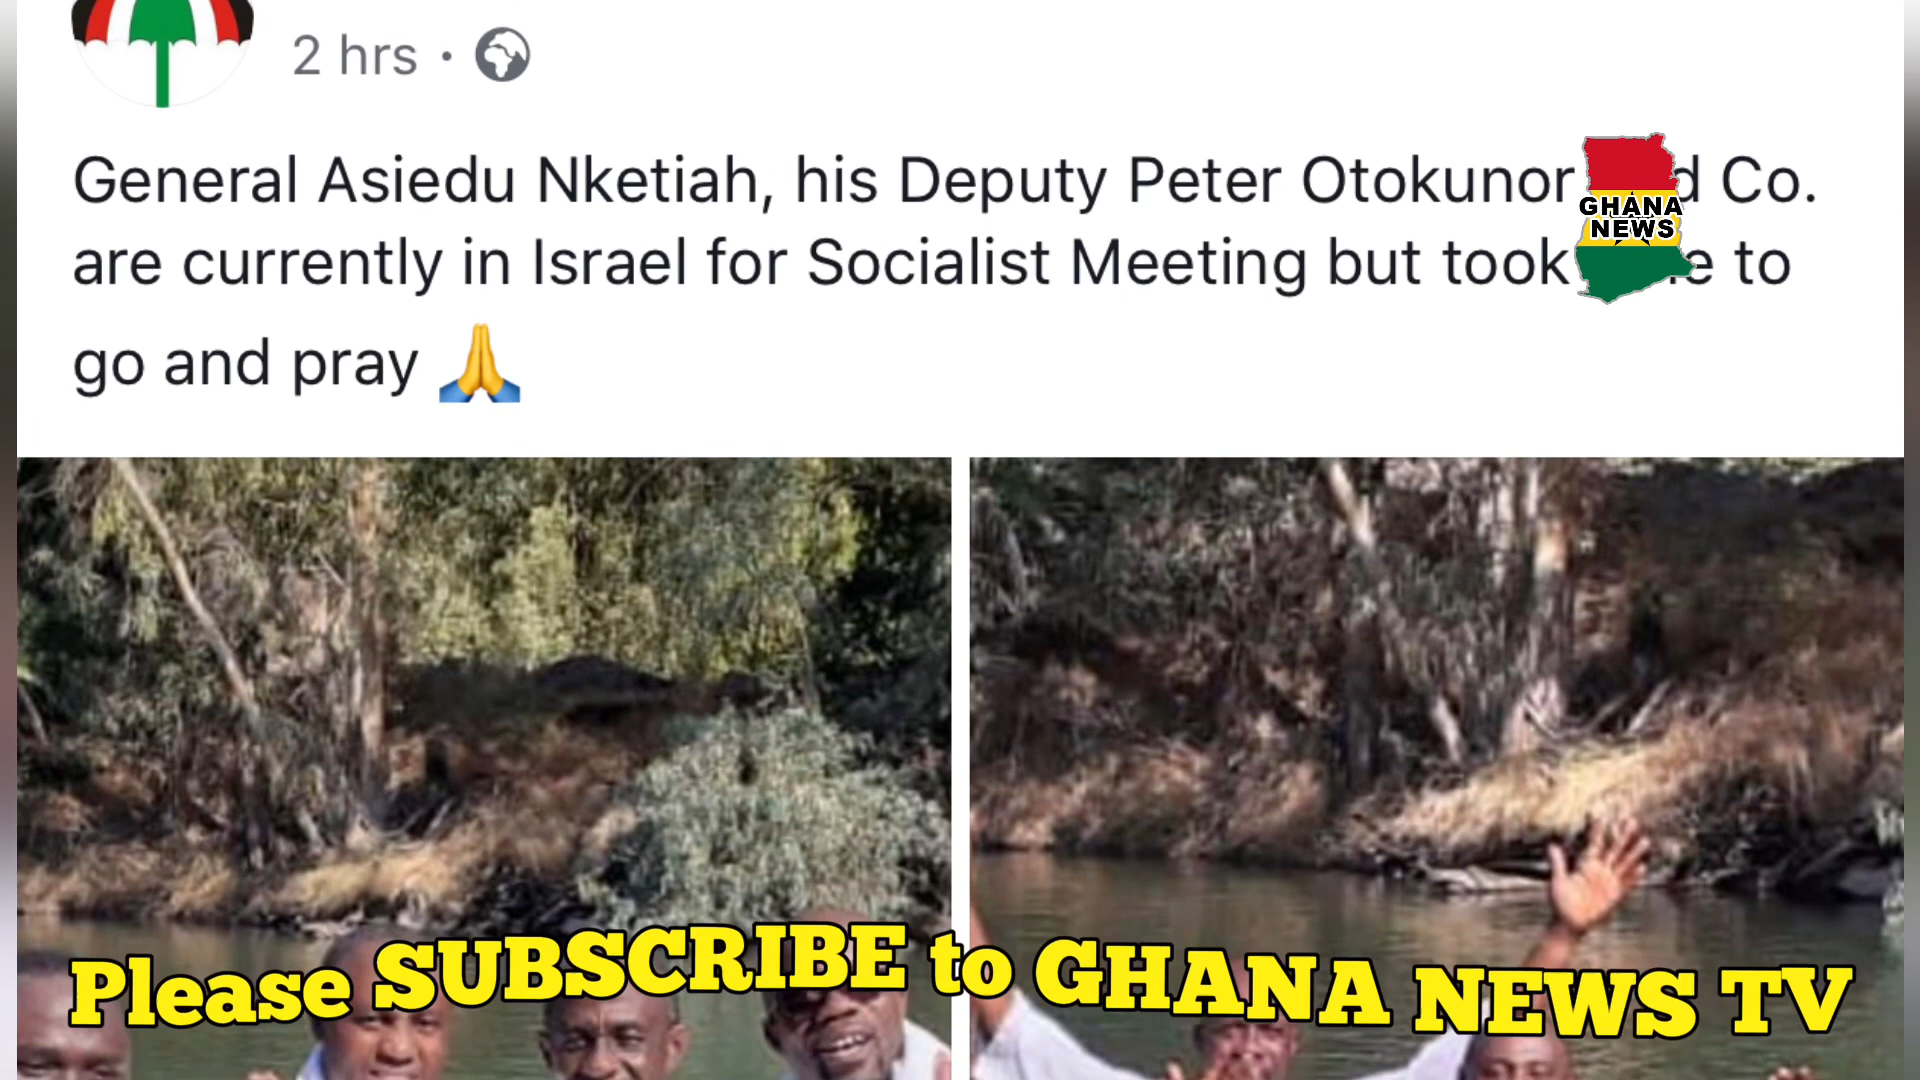 2 hrs ·
General Asiedu Nketiah, his Deputy Peter Otokunor Co.
GHANA
NEWS
are currently in Israel for Socialist Meeting but took to
go and pray
Please SUBSCRIBE to GHANA NEWS TV